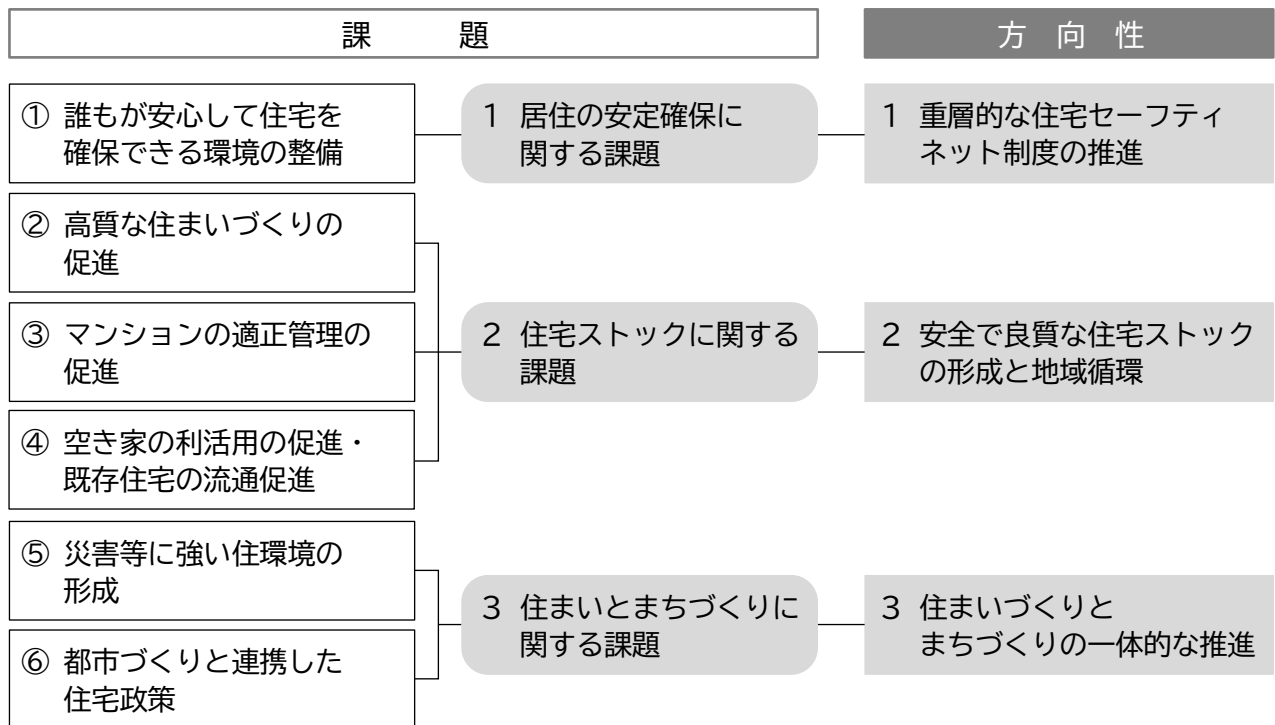 課題
方向性
① 誰もが安心して住宅を
確保できる環境の整備
1 居住の安定確保に
関する課題
1 重層的な住宅セーフティ
ネット制度の推進
② 高質な住まいづくりの
促進
③ マンションの適正管理の
促進
④ 空き家の利活用の促進・
既存住宅の流通促進
2 住宅ストックに関する
課題
2 安全で良質な住宅ストック
の形成と地域循環
⑤ 災害等に強い住環境の
形成
⑥ 都市づくりと連携した
住宅政策
3 住まいとまちづくりに
関する課題
3 住まいづくりと
まちづくりの一体的な推進